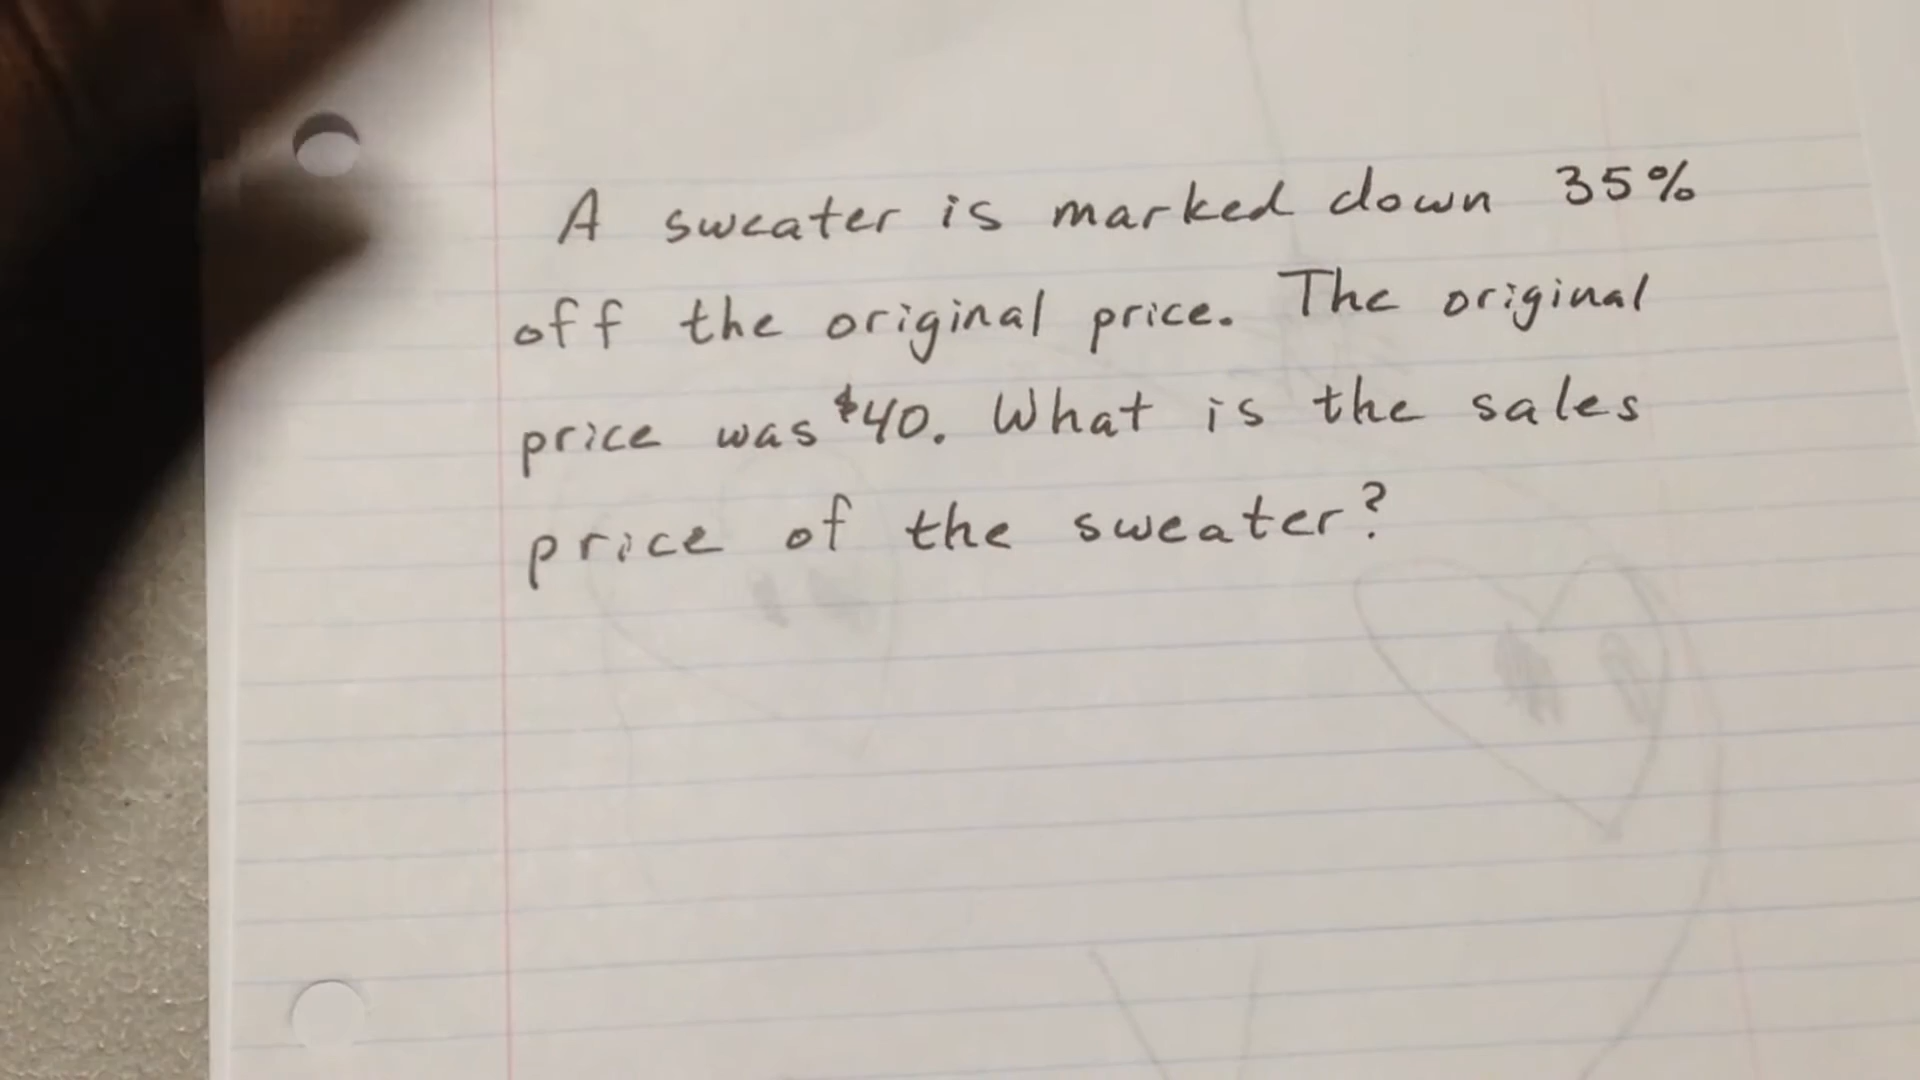 A sweater is marked down 35%
off the original price. The original
price was $40. What is the sales
price of the sweater?